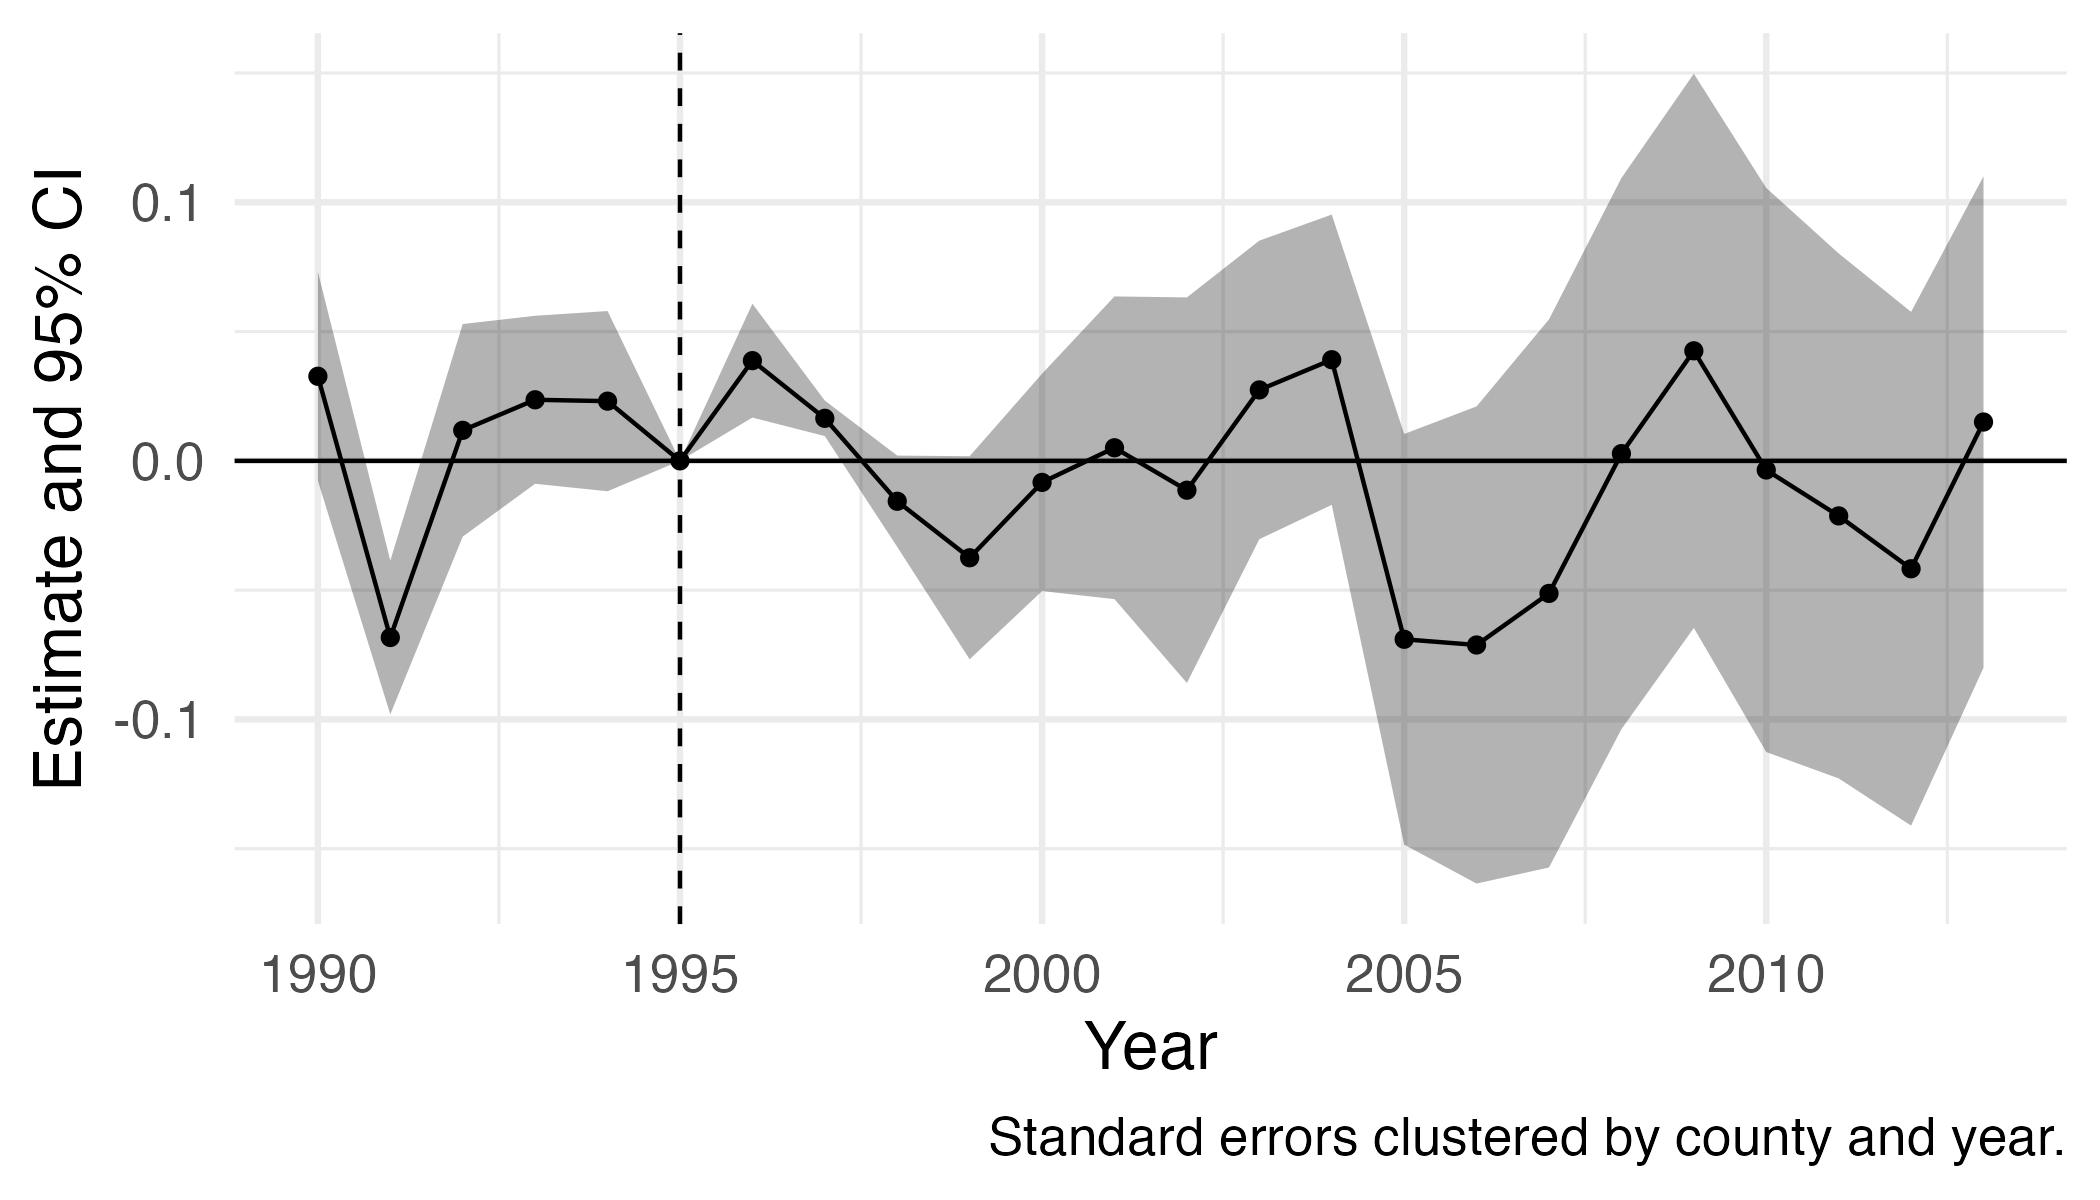 Estimate and 95% CI
0.1
0.0
-0.1
1990 1995 2000 2005 2010
Year
Standard errors clustered by county and year.